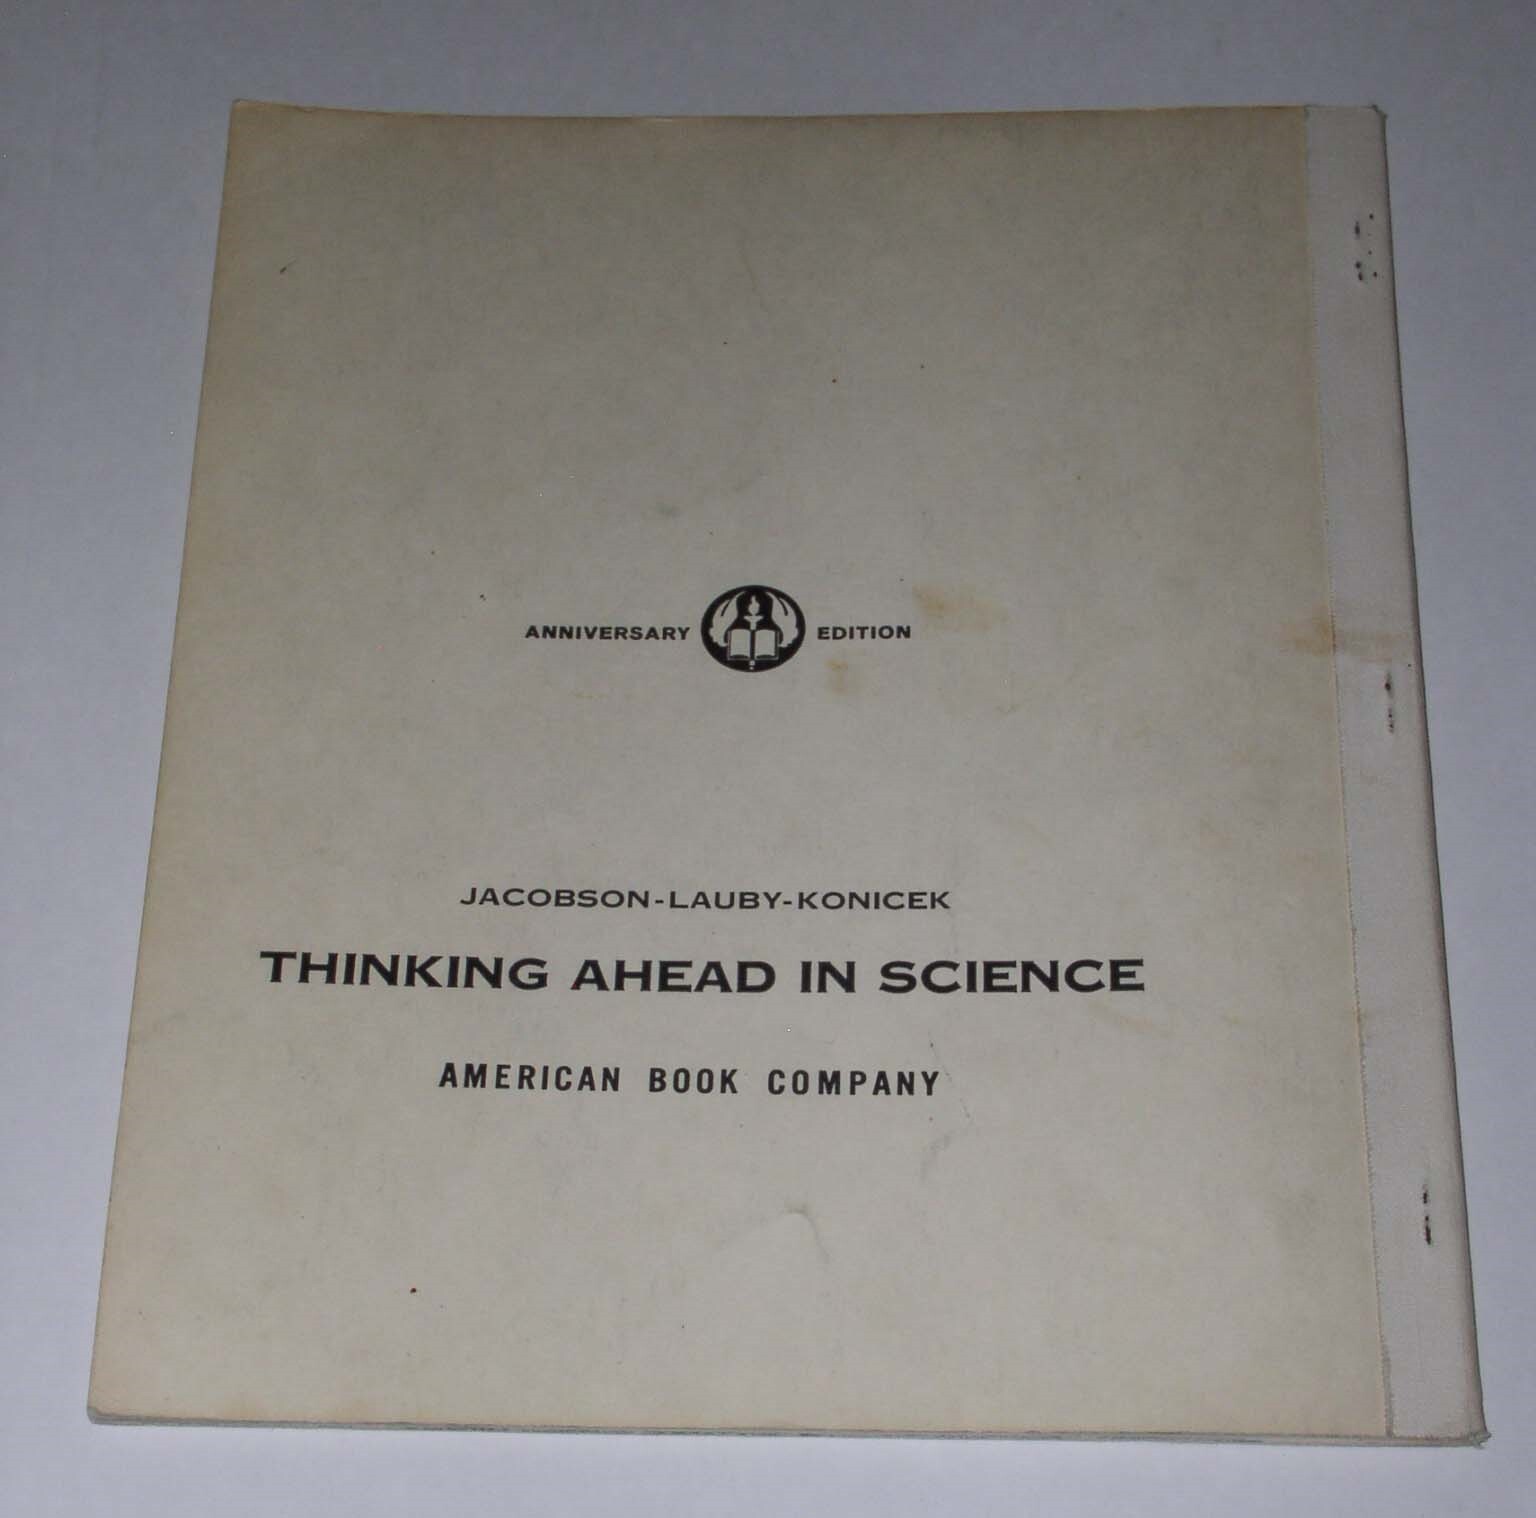 ANNIVERSARY EDITION
JACOBSON-LAUBY-KONICEK
THINKING AHEAD IN SCIENCE
AMERICAN BOOK COMPANY